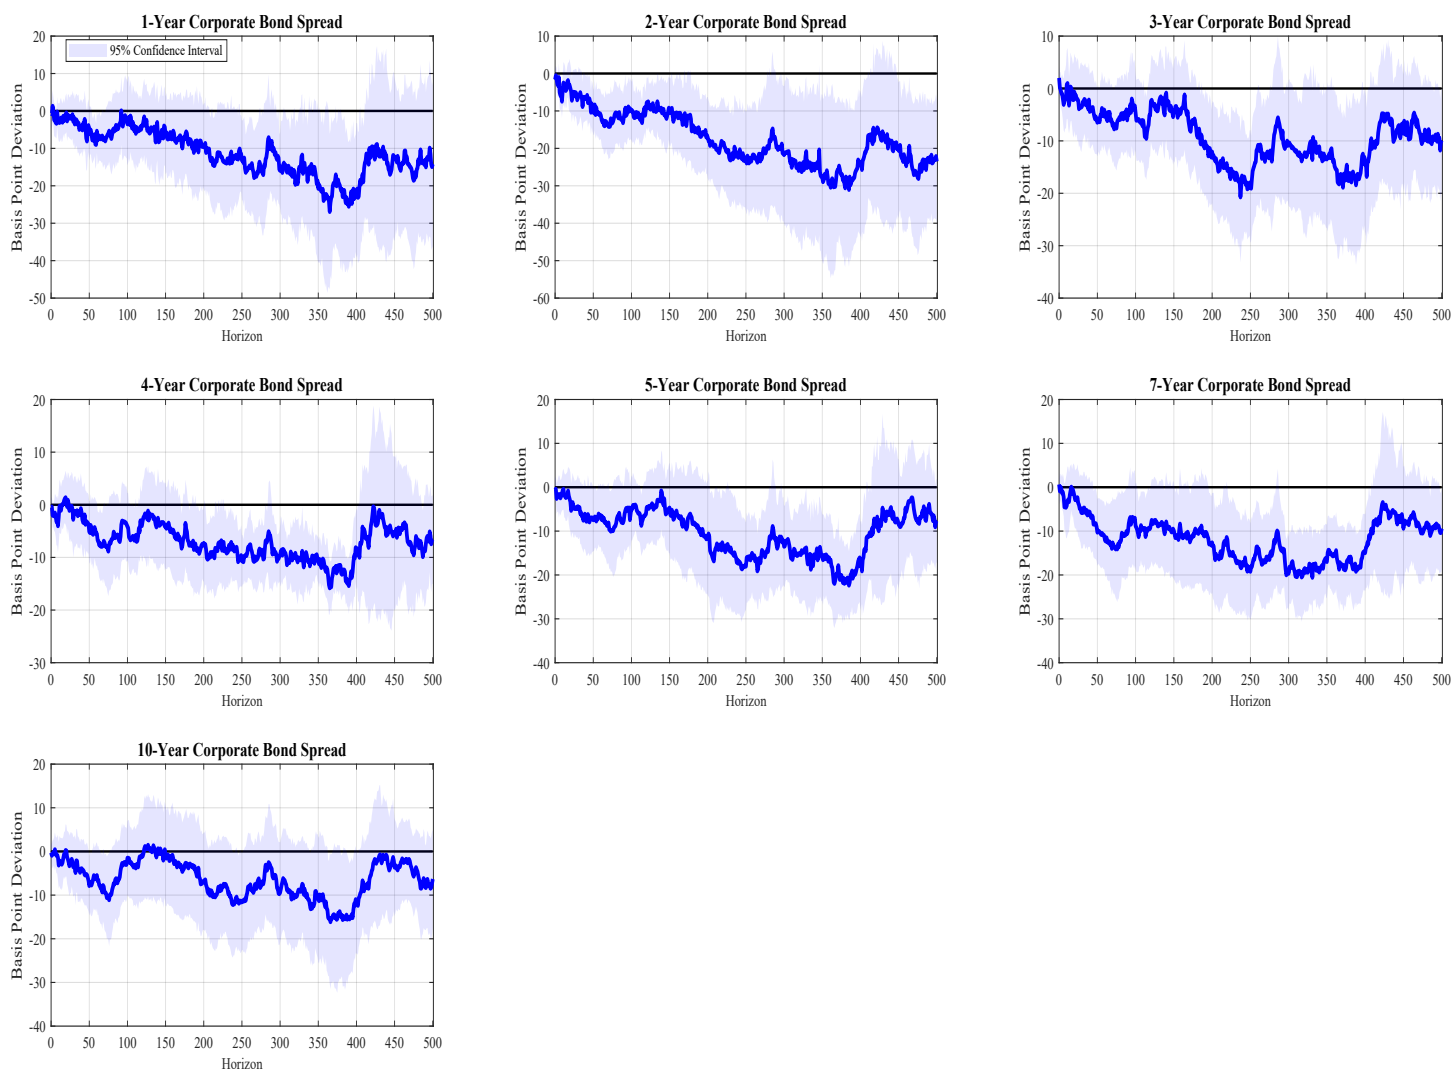 1-Year Corporate Bond Spread
95% Confidence Interval
Basis Point Deviation
20
10
0
-10
-20
-30
-40
-50
0 50 100 150 200 250 300 350 400 450 500
Horizon
2-Year Corporate Bond Spread
Basis Point Deviation
10
0
-10
-20
-30
-40
-50
-60
0 50 100 150 200 250 300 350 400 450 500
Horizon
3-Year Corporate Bond Spread
Basis Point Deviation
10
0
-10
-20
-30
-40
0 50 100 150 200 250 300 350 400 450 500
Horizon
4-Year Corporate Bond Spread
Basis Point Deviation
20
10
0
-10
-20
-30
0 50 100 150 200 250 300 350 400 450 500
Horizon
5-Year Corporate Bond Spread
Basis Point Deviation
20
10
0
-10
-20
-30
-40
0 50 100 150 200 250 300 350 400 450 500
Horizon
7-Year Corporate Bond Spread
Basis Point Deviation
20
10
0
-10
-20
-30
-40
0 50 100 150 200 250 300 350 400 450 500
Horizon
10-Year Corporate Bond Spread
Basis Point Deviation
20
10
0
-10
-20
-30
-40
0 50 100 150 200 250 300 350 400 450 500
Horizon